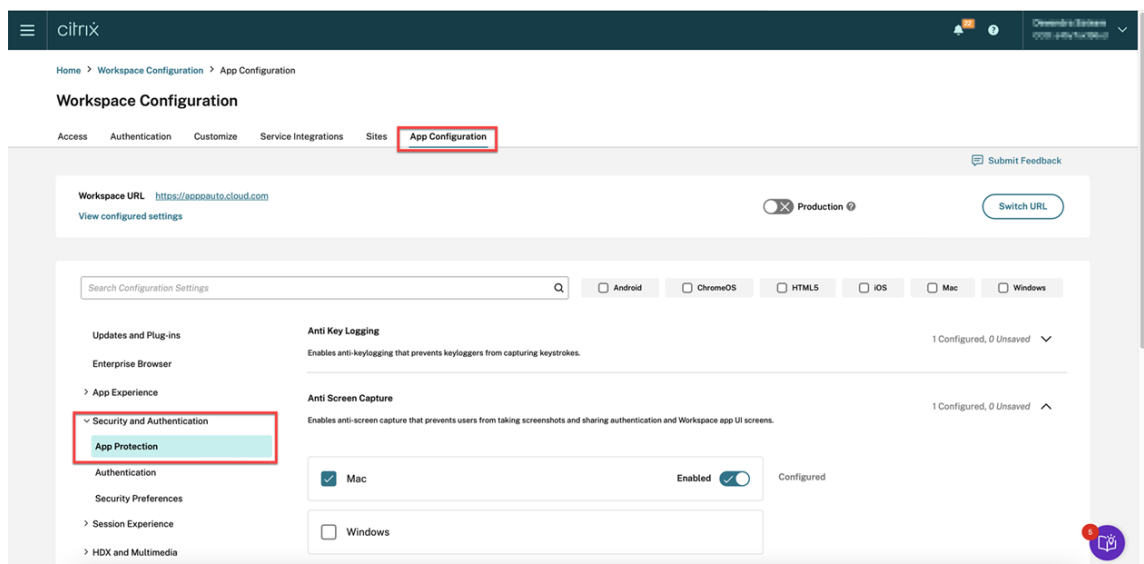 citrix
22
Home > Workspace Configuration > App Configuration
Workspace Configuration
Access Authentication Customize Service Integrations Sites App Configuration
Submit Feedback
Workspace URL https://apppauto.cloud.com
View configured settings
Production
Switch URL
Search Configuration Settings
Android ChromeOS HTML5 iOS Mac Windows
Updates and Plug-ins
Enterprise Browser
App Experience
Security and Authentication
App Protection
Authentication
Security Preferences
Session Experience
HDX and Multimedia
Anti Key Logging
1 Configured, 0 Unsaved
Enables anti-keylogging that prevents keyloggers from capturing keystrokes.
Anti Screen Capture
1 Configured, 0 Unsaved
Enables anti-screen capture that prevents users from taking screenshots and sharing authentication and Workspace app UI screens.
Mac Enabled Configured
Windows
5